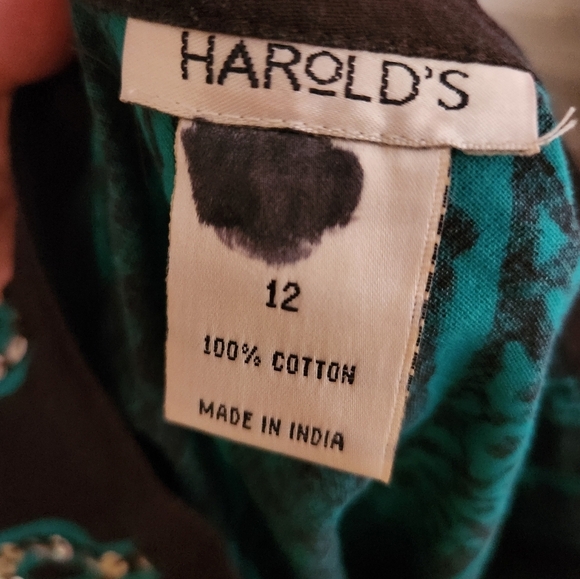 HAROLD'S
12
100% COTTON
MADE IN INDIA